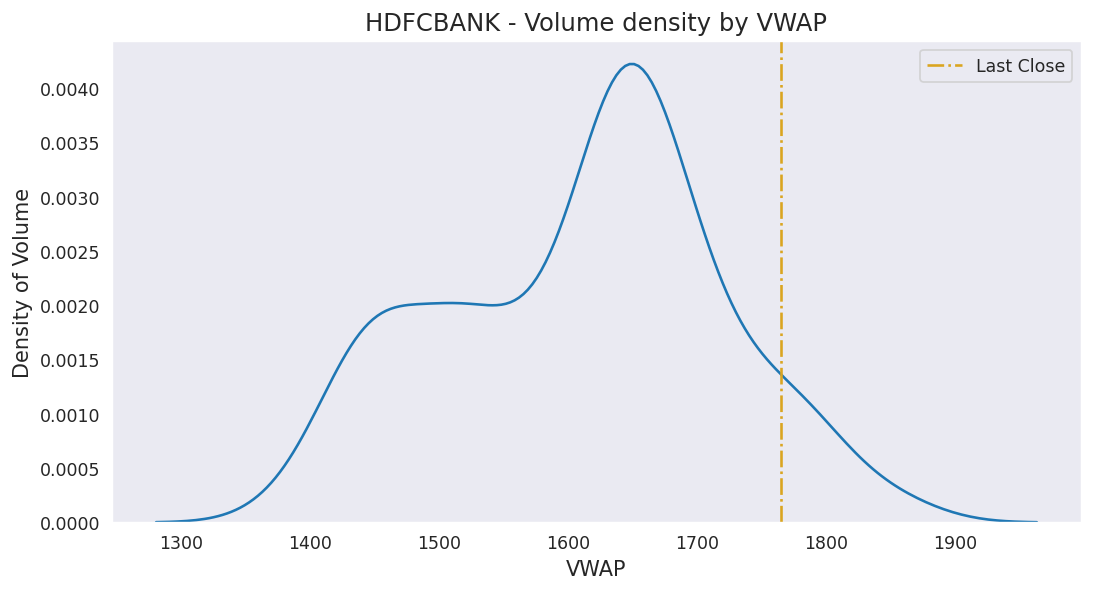 HDFCBANK - Volume density by VWAP
Last Close
Density of Volume
0.0040
0.0035
0.0030
0.0025
0.0020
0.0015
0.0010
0.0005
0.0000
1300 1400 1500 1600 1700 1800 1900
VWAP